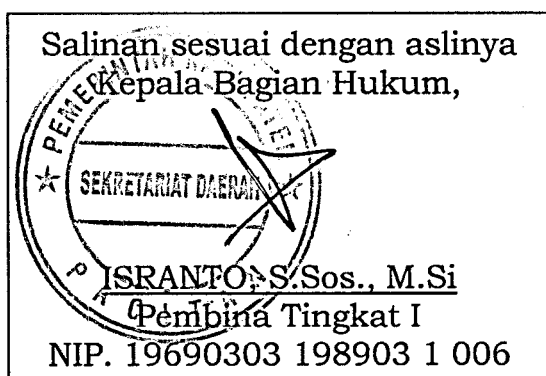 Salinan sesuai dengan aslinya
Kepala Bagian Hukum,
SEKRETARIAT DAERAH
ISRANTO, S.Sos., M.Si
Pembina Tingkat I
NIP. 19690303 198903 1 006